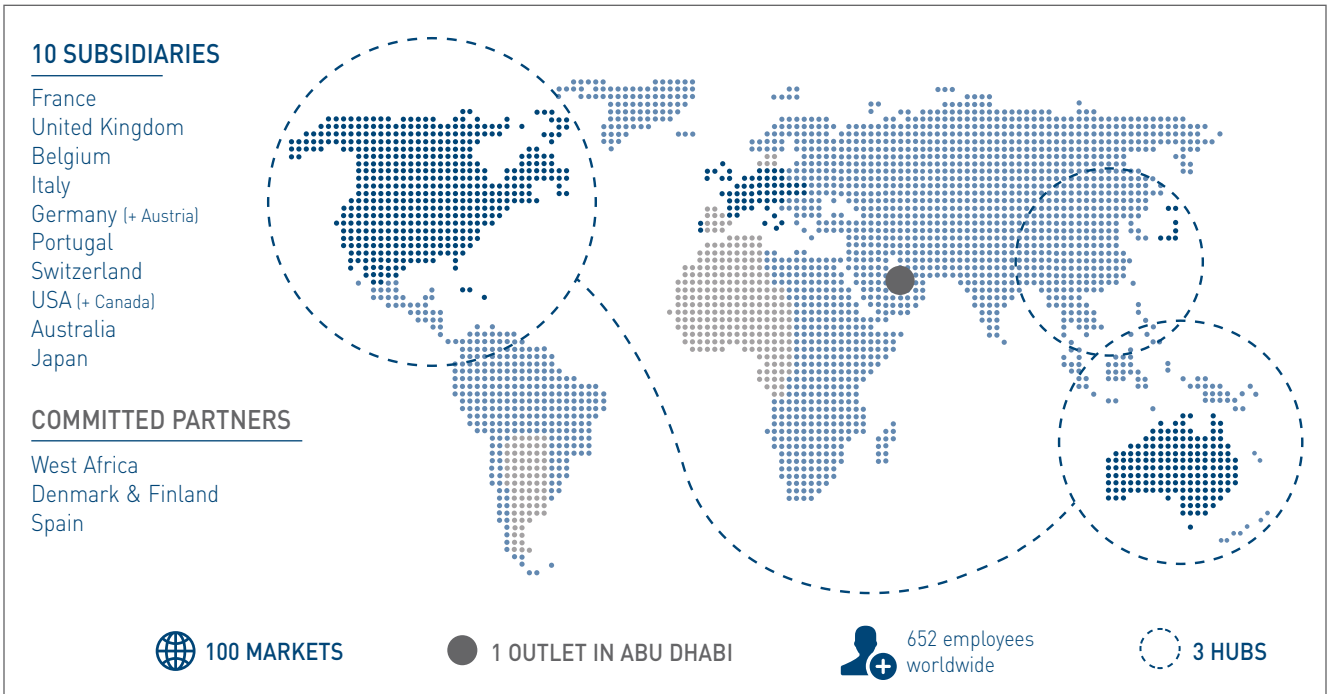 10 SUBSIDIARIES
France
United Kingdom
Belgium
Italy
Germany (+ Austria)
Portugal
Switzerland
USA (+ Canada)
Australia
Japan
COMMITTED PARTNERS
West Africa
Denmark & Finland
Spain
100 MARKETS
1 OUTLET IN ABU DHABI
652 employees
worldwide
3 HUBS